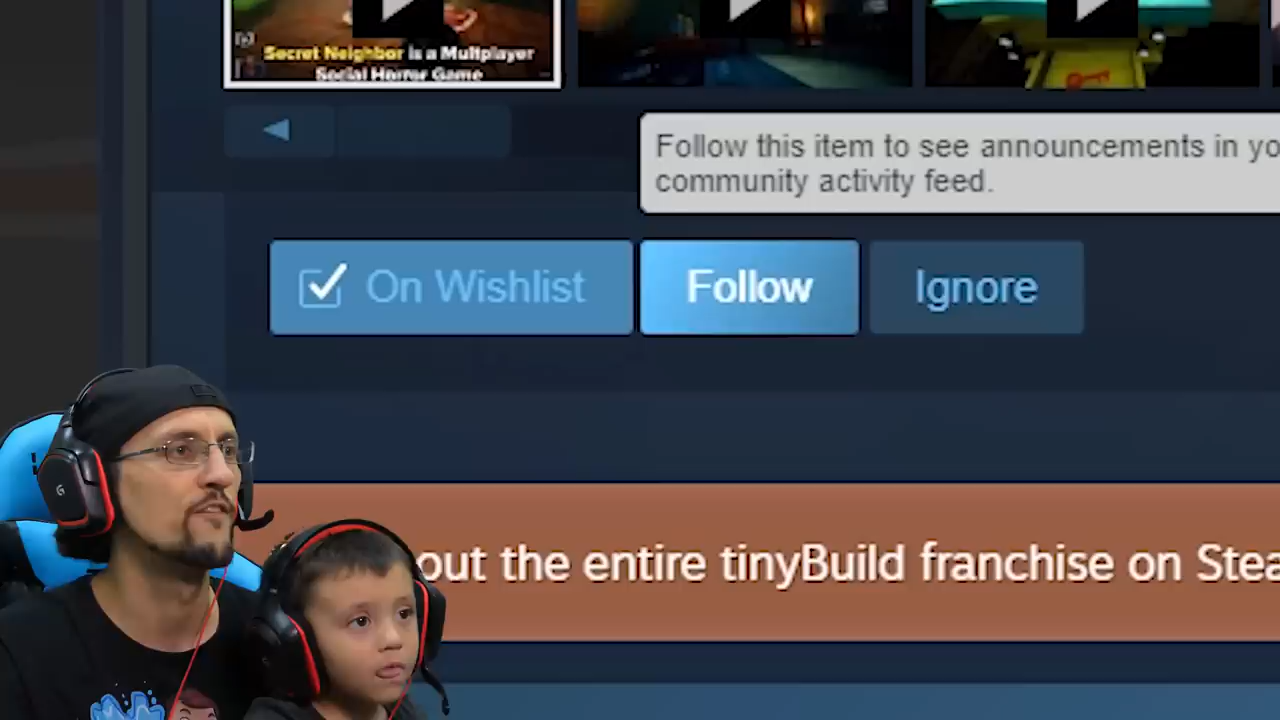 Secret Neighbor is a Multplayer
Social Horror Game
Follow this item to see announcements in yo
community activity feed.
On Wishlist
Follow
Ignore
out the entire tinyBuild franchise on Stea
G